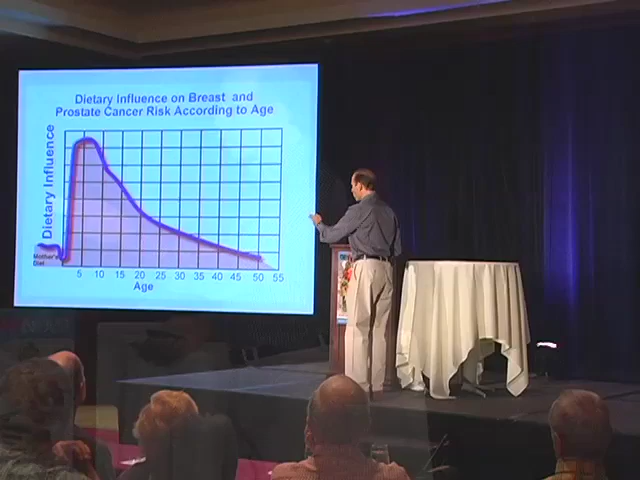 Dietary Influence on Breast and
Prostate Cancer Risk According to Age
Dietary Influence
Mother's
Diet
5 10 15 20 25 30 35 40 45 50 55
Age